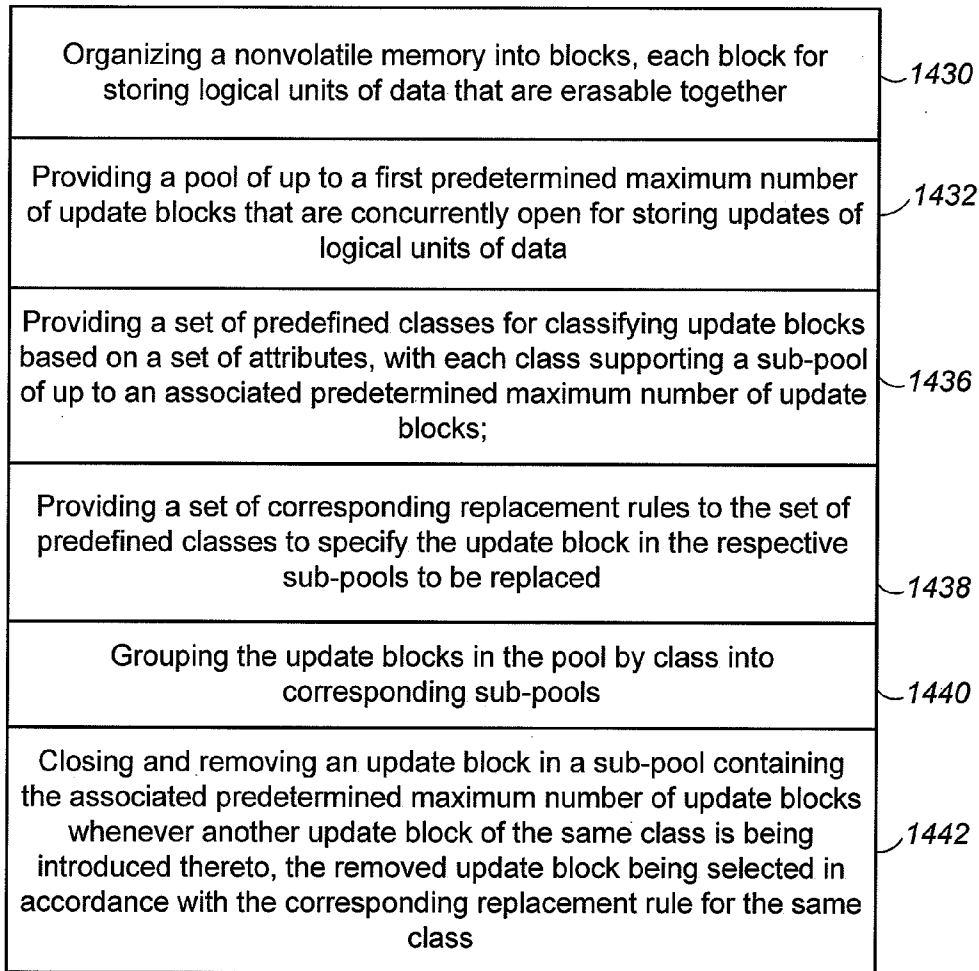 Organizing a nonvolatile memory into blocks, each block for
storing logical units of data that are erasable together
1430
Providing a pool of up to a first predetermined maximum number
of update blocks that are concurrently open for storing updates of
logical units of data
1432
Providing a set of predefined classes for classifying update blocks
based on a set of attributes, with each class supporting a sub-pool
of up to an associated predetermined maximum number of update
blocks;
1436
Providing a set of corresponding replacement rules to the set of
predefined classes to specify the update block in the respective
sub-pools to be replaced
1438
Grouping the update blocks in the pool by class into
corresponding sub-pools
1440
Closing and removing an update block in a sub-pool containing
the associated predetermined maximum number of update blocks
whenever another update block of the same class is being
introduced thereto, the removed update block being selected in
accordance with the corresponding replacement rule for the same
class
1442